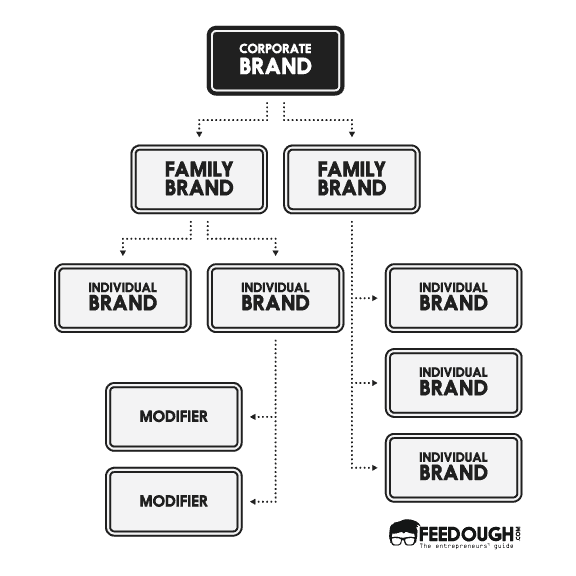 CORPORATE
BRAND
FAMILY
BRAND
FAMILY
BRAND
INDIVIDUAL
BRAND
INDIVIDUAL
BRAND
INDIVIDUAL
BRAND
INDIVIDUAL
BRAND
MODIFIER
INDIVIDUAL
BRAND
MODIFIER
FEEDOUGH.COM
The entrepreneurs' guide